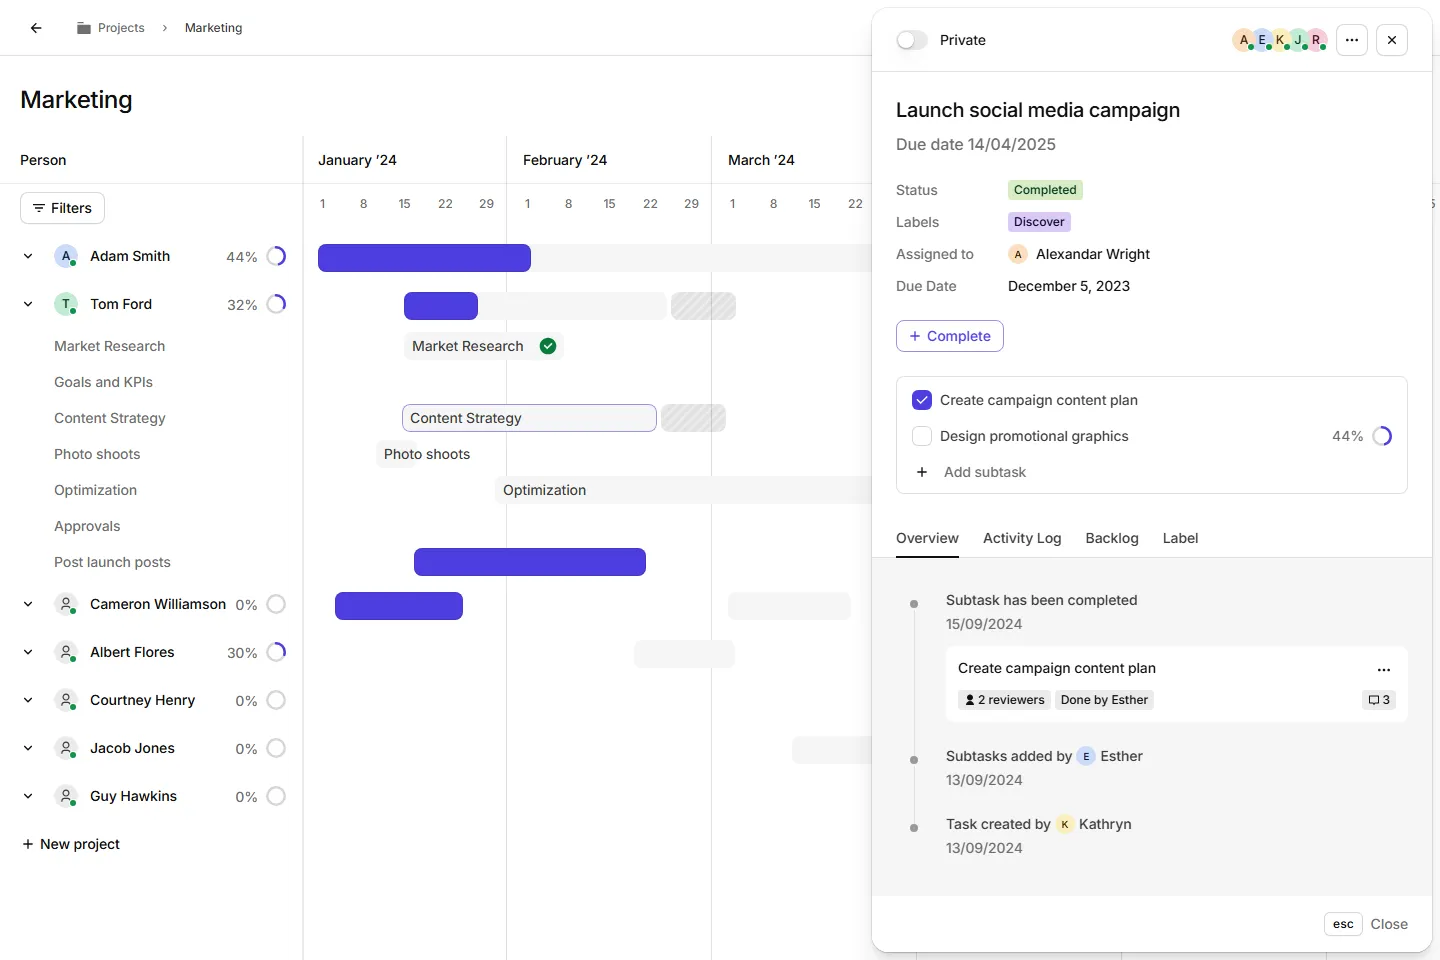 Projects
Marketing
Marketing
Person
January ’24
February ’24
March ’24
Filters
1 8 15 22 29 1 8 15 22 29 1 8 15 22
5
A Adam Smith 44%
T Tom Ford 32%
Market Research
Market Research
Goals and KPIs
Content Strategy
Content Strategy
Photo shoots
Photo shoots
Optimization
Optimization
Approvals
Post launch posts
Cameron Williamson 0%
Albert Flores 30%
Courtney Henry 0%
Jacob Jones 0%
Guy Hawkins 0%
+ New project
Private
A E K J R
Launch social media campaign
Due date 14/04/2025
Status Completed
Labels Discover
Assigned to A Alexandar Wright
Due Date December 5, 2023
+ Complete
Create campaign content plan
Design promotional graphics 44%
+ Add subtask
Overview Activity Log Backlog Label
Subtask has been completed
15/09/2024
Create campaign content plan
2 reviewers Done by Esther 3
Subtasks added by E Esther
13/09/2024
Task created by K Kathryn
13/09/2024
esc Close